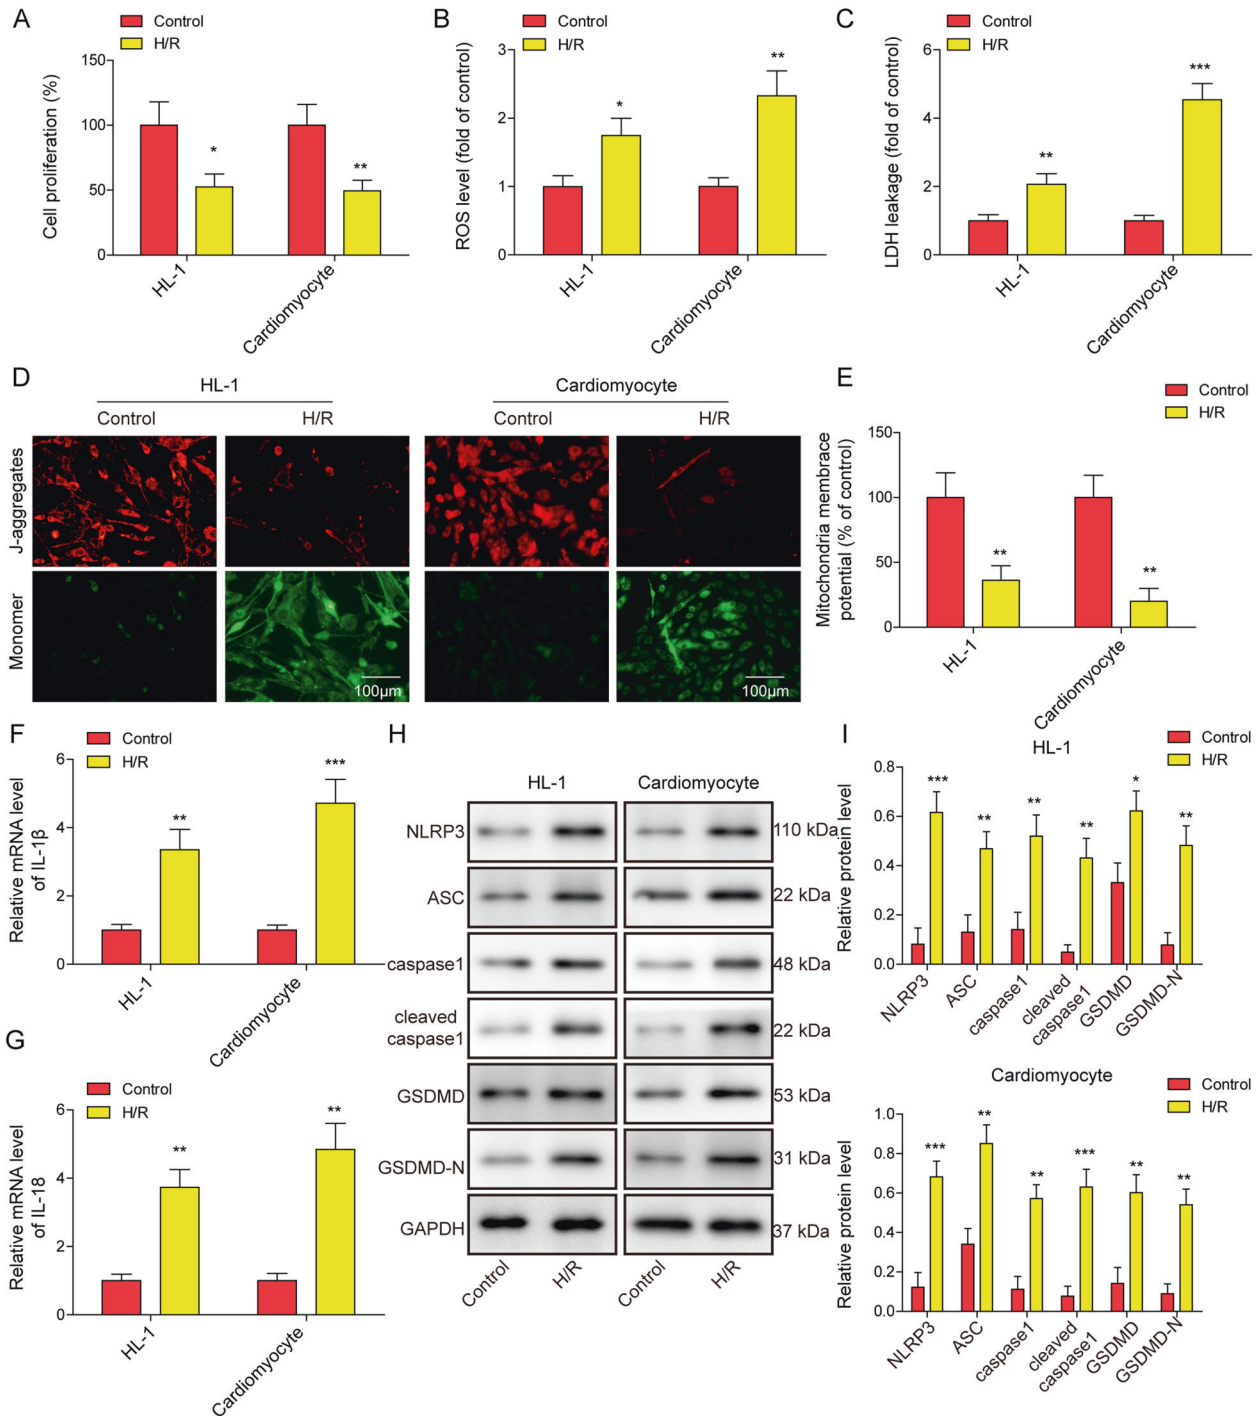 A
Control
H/R
Cell proliferation (%)
150
100
50
0
*
**
HL-1
Cardiomyocyte
B
Control
H/R
ROS level (fold of control)
3
2
1
0
*
**
HL-1
Cardiomyocyte
C
Control
H/R
LDH leakage (fold of control)
6
4
2
0
**
***
HL-1
Cardiomyocyte
D
HL-1
Cardiomyocyte
Control
H/R
Control
H/R
J-aggregates
Monomer
100μm
100μm
E
Control
H/R
Mitochondria membrace
potential (% of control)
150
100
50
0
**
**
HL-1
Cardiomyocyte
F
Control
H/R
Relative mRNA level
of IL-1β
6
4
2
0
**
***
HL-1
Cardiomyocyte
G
Control
H/R
Relative mRNA level
of IL-18
6
4
2
0
**
**
HL-1
Cardiomyocyte
H
HL-1
Cardiomyocyte
NLRP3
110 kDa
ASC
22 kDa
caspase1
48 kDa
cleaved
caspase1
22 kDa
GSDMD
53 kDa
GSDMD-N
31 kDa
GAPDH
37 kDa
Control
H/R
Control
H/R
I
HL-1
Control
H/R
Relative protein level
0.8
0.6
0.4
0.2
0.0
***
**
**
**
*
**
NLRP3
ASC
caspase1
cleaved
caspase1
GSDMD
GSDMD-N
Cardiomyocyte
Control
H/R
Relative protein level
1.0
0.8
0.6
0.4
0.2
0.0
***
**
**
***
**
**
NLRP3
ASC
caspase1
cleaved
caspase1
GSDMD
GSDMD-N